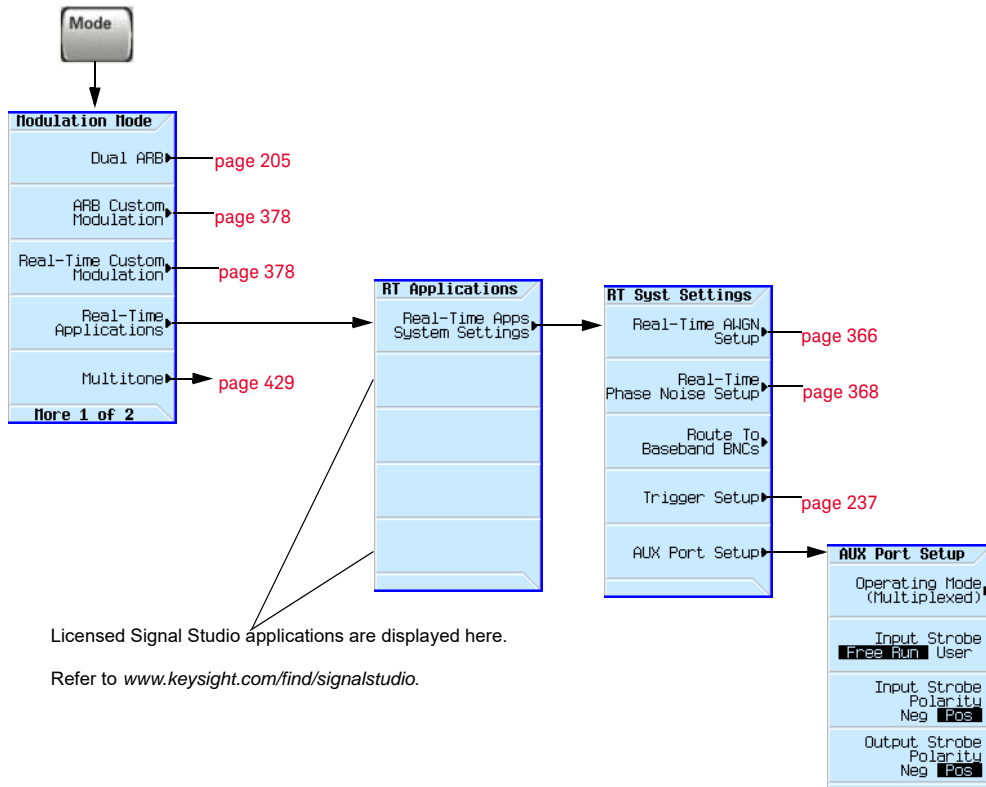 Mode
Modulation Mode
Dual ARB
page 205
ARB Custom
Modulation
page 378
Real-Time Custom
Modulation
page 378
Real-Time
Applications
Multitone
page 429
More 1 of 2
RT Applications
Real-Time Apps
System Settings
RT Syst Settings
Real-Time AWGN
Setup
page 366
Real-Time
Phase Noise Setup
page 368
Route To
Baseband BNCs
Trigger Setup
page 237
AUX Port Setup
AUX Port Setup
Operating Mode
(Multiplexed)
Input Strobe
Free Run User
Input Strobe
Polarity
Neg Pos
Output Strobe
Polarity
Neg Pos
Licensed Signal Studio applications are displayed here.
Refer to www.keysight.com/find/signalstudio.